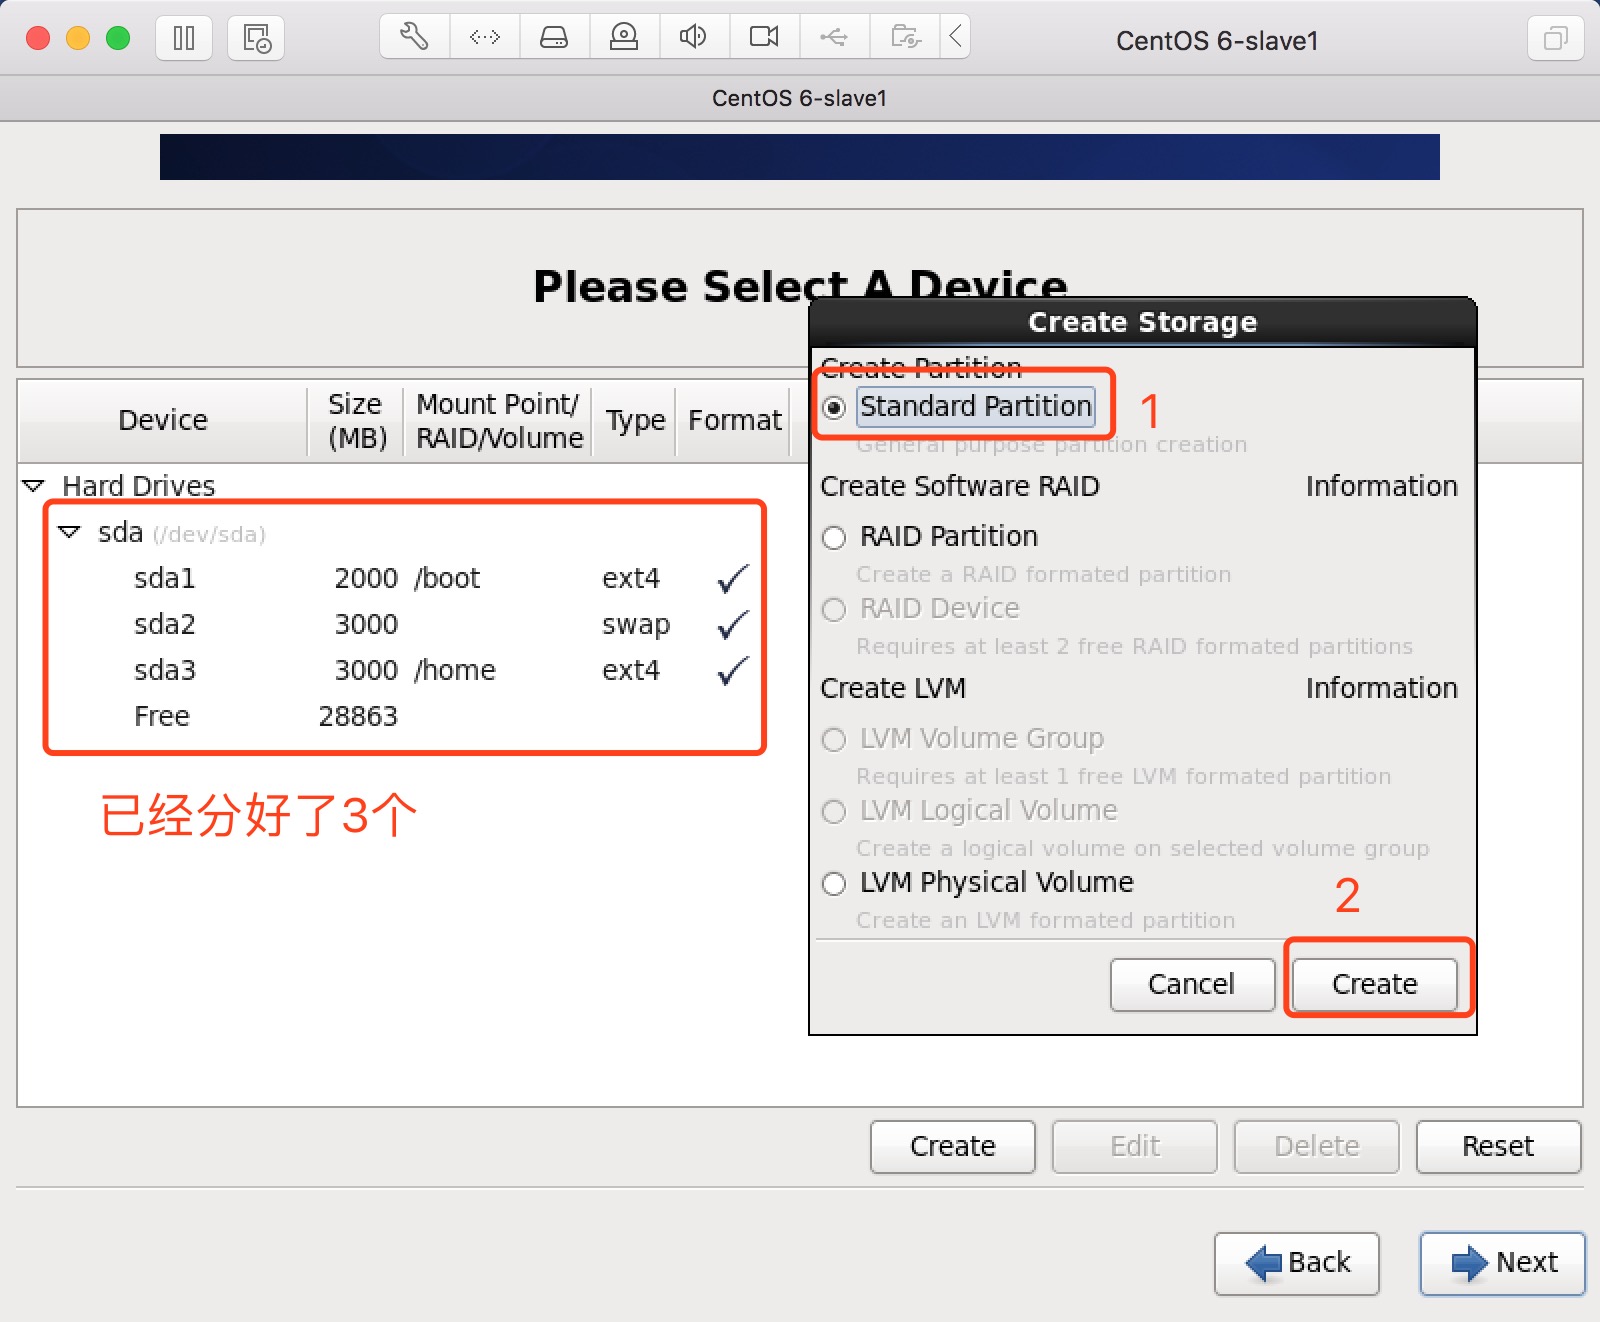 CentOS 6-slave1
CentOS 6-slave1
Please Select A Device
Device Size (MB) Mount Point/ RAID/Volume Type Format
Hard Drives
sda (/dev/sda)
sda1 2000 /boot ext4
sda2 3000 swap
sda3 3000 /home ext4
Free 28863
已经分好了3个
Create Storage
Create Partition
Standard Partition 1
General purpose partition creation
Create Software RAID Information
RAID Partition
Create a RAID formated partition
RAID Device
Requires at least 2 free RAID formated partitions
Create LVM Information
LVM Volume Group
Requires at least 1 free LVM formated partition
LVM Logical Volume
Create a logical volume on selected volume group
LVM Physical Volume
2
Create an LVM formated partition
Cancel Create
Create Edit Delete Reset
Back Next